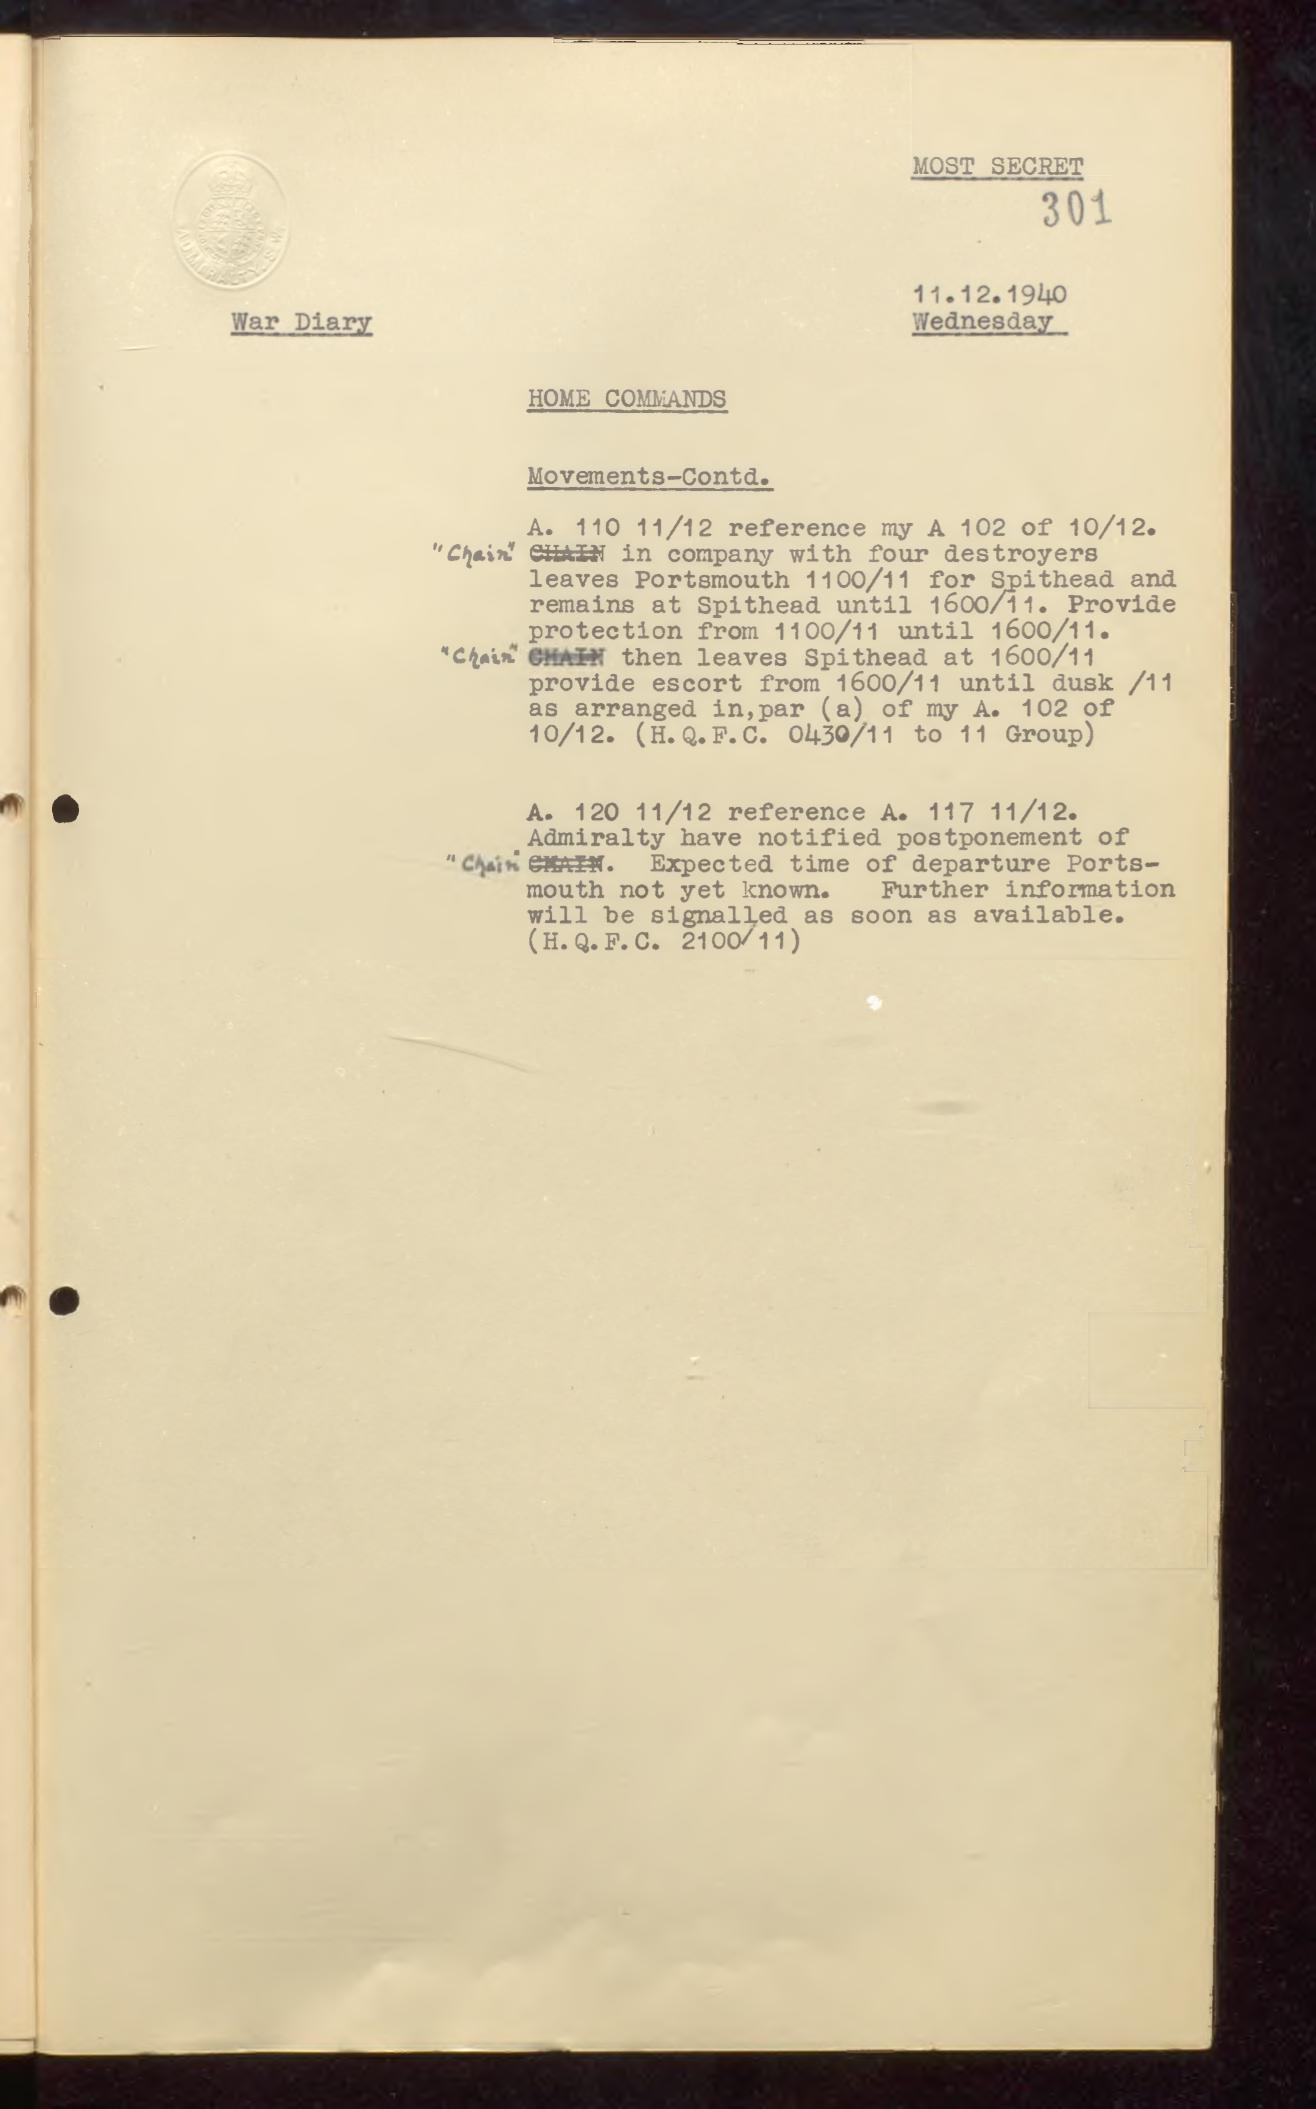 MOST SECRET
301
ADMIRALTY.S.W.
11.12.1940
War Diary
Wednesday
HOME COMMANDS
Movements-Contd.
A. 110 11/12 reference my A 102 of 10/12.
"Chain" CHAIN in company with four destroyers
leaves Portsmouth 1100/11 for Spithead and
remains at Spithead until 1600/11. Provide
protection from 1100/11 until 1600/11.
"Chain" CHAIN then leaves Spithead at 1600/11
provide escort from 1600/11 until dusk /11
as arranged in,par (a) of my A. 102 of
10/12. (H.Q.F.C. 0430/11 to 11 Group)
A. 120 11/12 reference A. 117 11/12.
Admiralty have notified postponement of
"Chain" CHAIN. Expected time of departure Ports-
mouth not yet known. Further information
will be signalled as soon as available.
(H.Q.F.C. 2100/11)